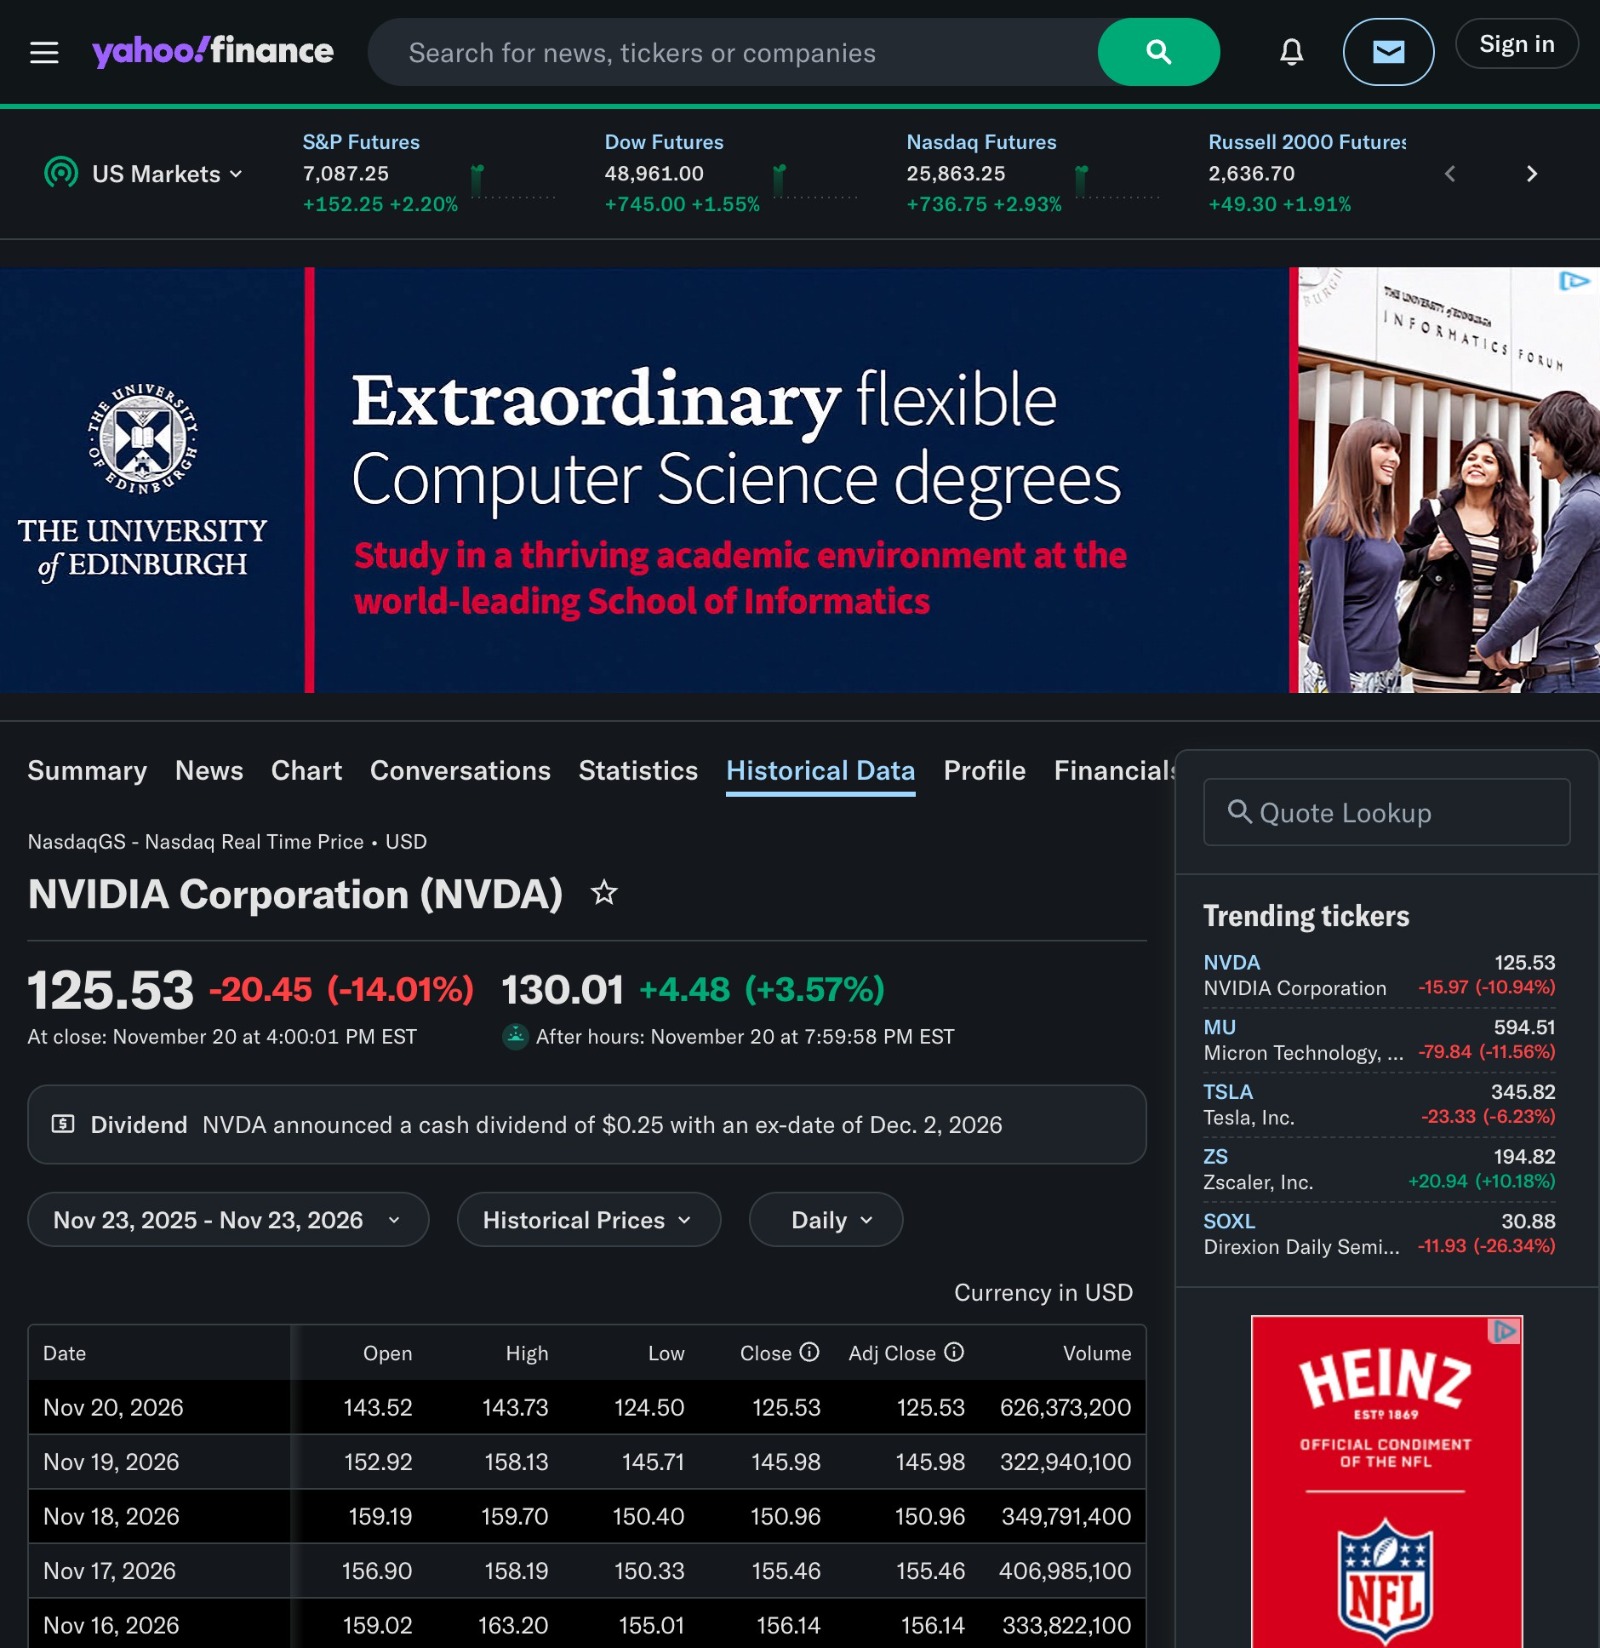 yahoo!finance
Search for news, tickers or companies
Sign in
US Markets
S&P Futures
7,087.25
+152.25 +2.20%
Dow Futures
48,961.00
+745.00 +1.55%
Nasdaq Futures
25,863.25
+736.75 +2.93%
Russell 2000 Futures
2,636.70
+49.30 +1.91%
THE UNIVERSITY OF EDINBURGH
THE UNIVERSITY
of EDINBURGH
Extraordinary flexible
Computer Science degrees
Study in a thriving academic environment at the
world-leading School of Informatics
BURGH
THE UNIVERSITY of EDINBURGH
INFORMATICS FORUM
Summary News Chart Conversations Statistics Historical Data Profile Financials
NasdaqGS - Nasdaq Real Time Price • USD
NVIDIA Corporation (NVDA)
125.53 -20.45 (-14.01%) 130.01 +4.48 (+3.57%)
At close: November 20 at 4:00:01 PM EST After hours: November 20 at 7:59:58 PM EST
Dividend NVDA announced a cash dividend of $0.25 with an ex-date of Dec. 2, 2026
Nov 23, 2025 - Nov 23, 2026 Historical Prices Daily
Currency in USD
Date Open High Low Close Adj Close Volume
Nov 20, 2026 143.52 143.73 124.50 125.53 125.53 626,373,200
Nov 19, 2026 152.92 158.13 145.71 145.98 145.98 322,940,100
Nov 18, 2026 159.19 159.70 150.40 150.96 150.96 349,791,400
Nov 17, 2026 156.90 158.19 150.33 155.46 155.46 406,985,100
Nov 16, 2026 159.02 163.20 155.01 156.14 156.14 333,822,100
Quote Lookup
Trending tickers
NVDA 125.53
NVIDIA Corporation -15.97 (-10.94%)
MU 594.51
Micron Technology, ... -79.84 (-11.56%)
TSLA 345.82
Tesla, Inc. -23.33 (-6.23%)
ZS 194.82
Zscaler, Inc. +20.94 (+10.18%)
SOXL 30.88
Direxion Daily Semi... -11.93 (-26.34%)
HEINZ
ESTD 1869
OFFICIAL CONDIMENT
OF THE NFL
NFL